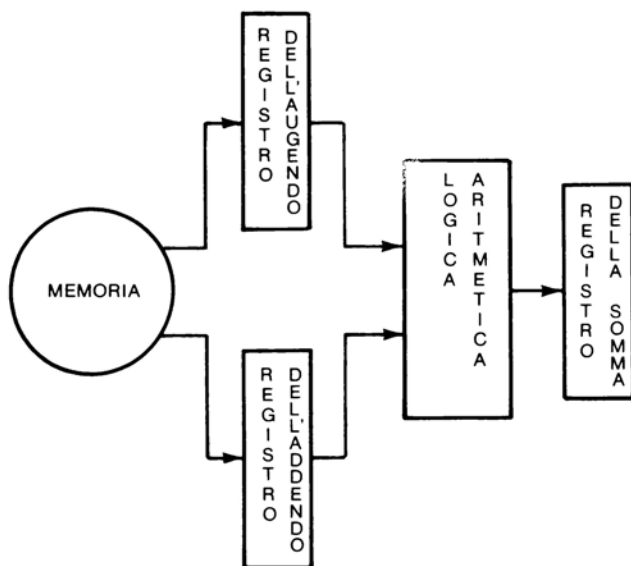 REGISTRO
DELL'AUGENDO
MEMORIA
LOGICA
ARITMETICA
REGISTRO
DELLA SOMMA
REGISTRO
DELL'ADDENDO